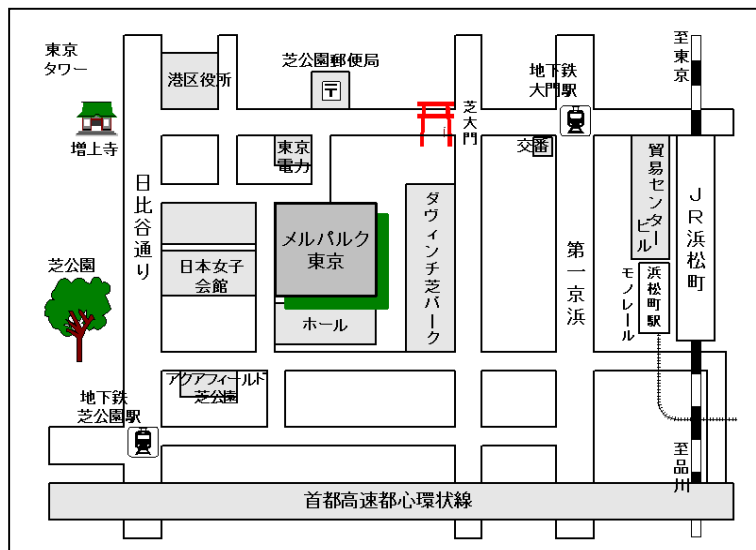 東京
タワー
港区役所
芝公園郵便局
〒
地下鉄
大門駅
至東京
増上寺
東京
電力
芝大門
交番
貿易センター
ビル
JR浜松町
日比谷通り
メルパルク
東京
ダヴィンチ芝パーク
第一京浜
モノレール
浜松町駅
芝公園
日本女子
会館
ホール
アクアフィールド
芝公園
地下鉄
芝公園駅
至品川
首都高速都心環状線